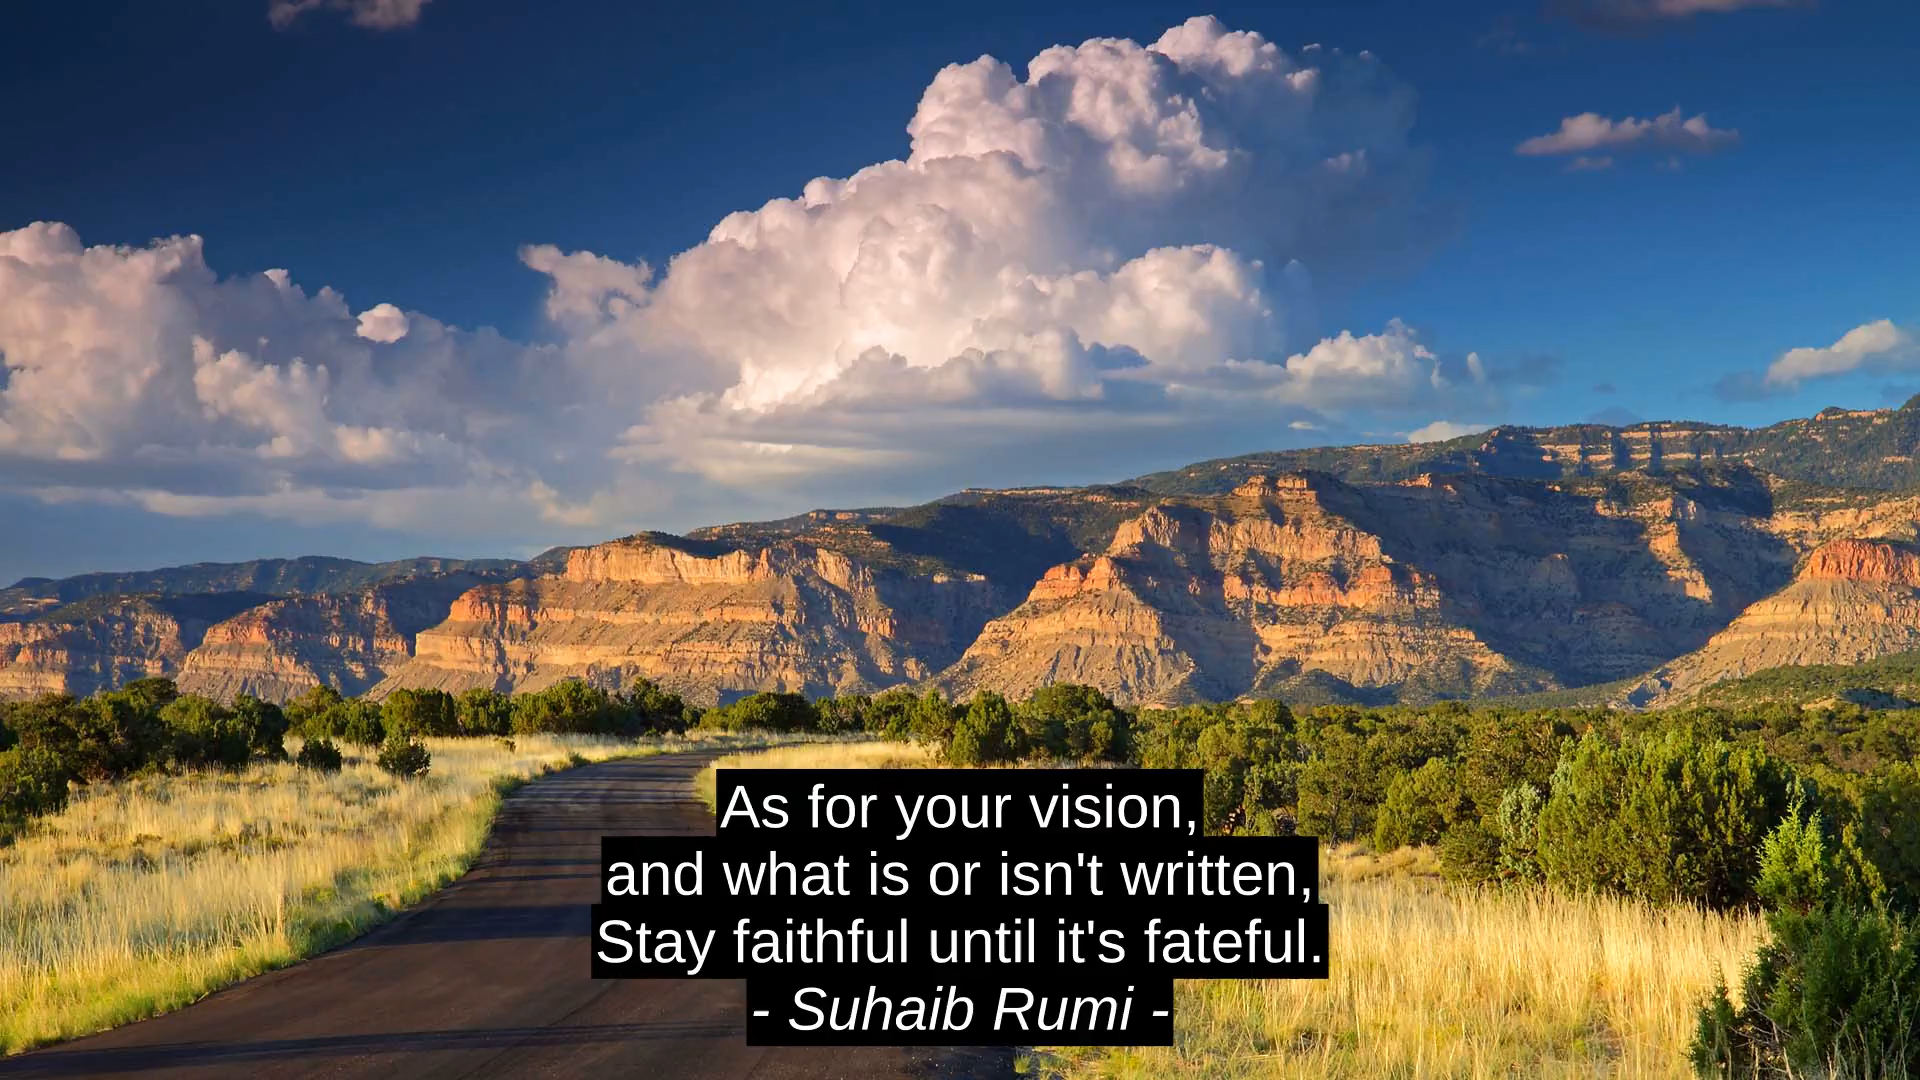 As for your vision,
and what is or isn't written,
Stay faithful until it's fateful.
- Suhaib Rumi -